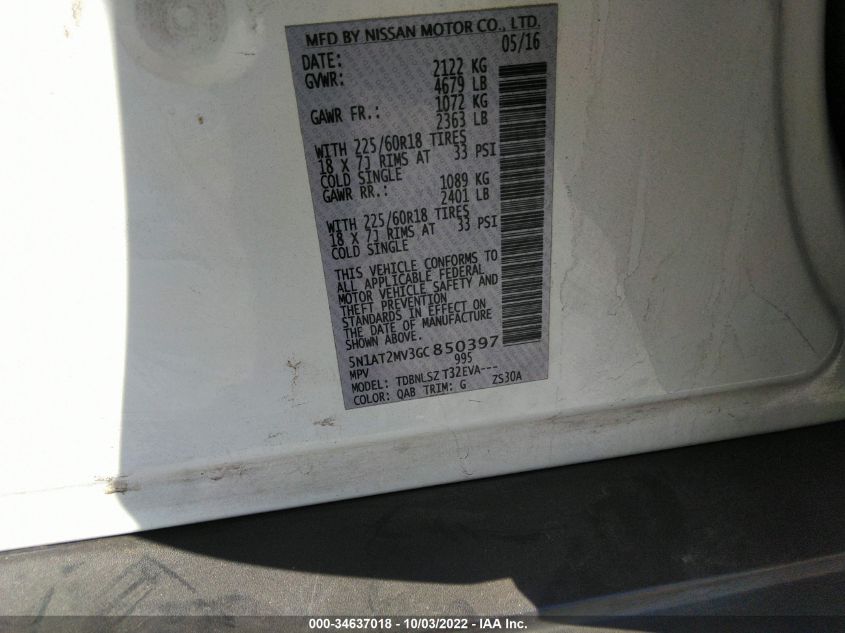 MFD BY NISSAN MOTOR CO., LTD.
DATE: 05/16
GVWR: 2122 KG
4679 LB
GAWR FR.: 1072 KG
2363 LB
WITH 225/60R18 TIRES
18 X 7J RIMS AT 33 PSI
COLD SINGLE
GAWR RR.: 1089 KG
2401 LB
WITH 225/60R18 TIRES
18 X 7J RIMS AT 33 PSI
COLD SINGLE
THIS VEHICLE CONFORMS TO
ALL APPLICABLE FEDERAL
MOTOR VEHICLE SAFETY AND
THEFT PREVENTION
STANDARDS IN EFFECT ON
THE DATE OF MANUFACTURE
SHOWN ABOVE.
5N1AT2MV3GC850397
MPV 995
MODEL: TDBNLSZ T32EVA---
COLOR: QAB TRIM: G ZS30A
000-34637018 - 10/03/2022 - IAA Inc.